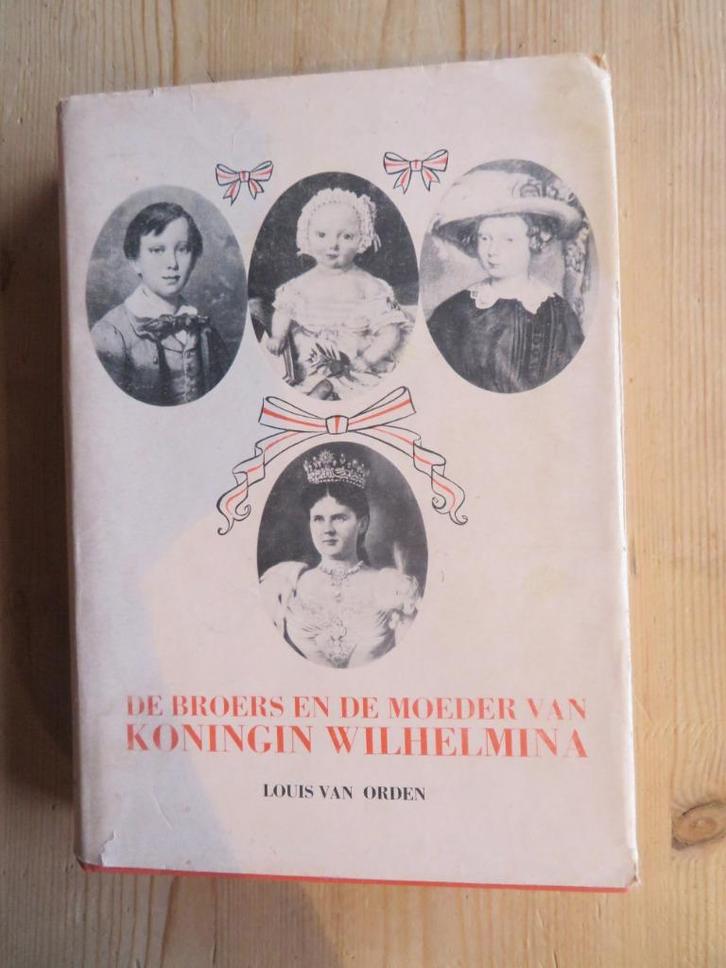 DE BROERS EN DE MOEDER VAN
KONINGIN WILHELMINA
LOUIS VAN ORDEN